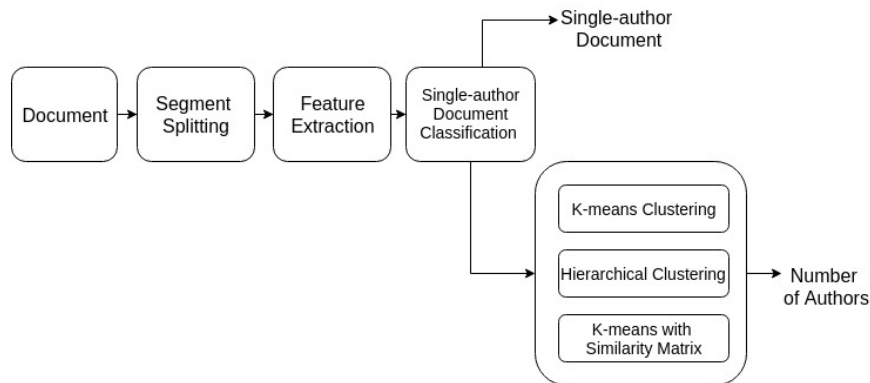 Single-author
Document
Document
Segment
Splitting
Feature
Extraction
Single-author
Document
Classification
K-means Clustering
Hierarchical Clustering
K-means with
Similarity Matrix
Number
of Authors